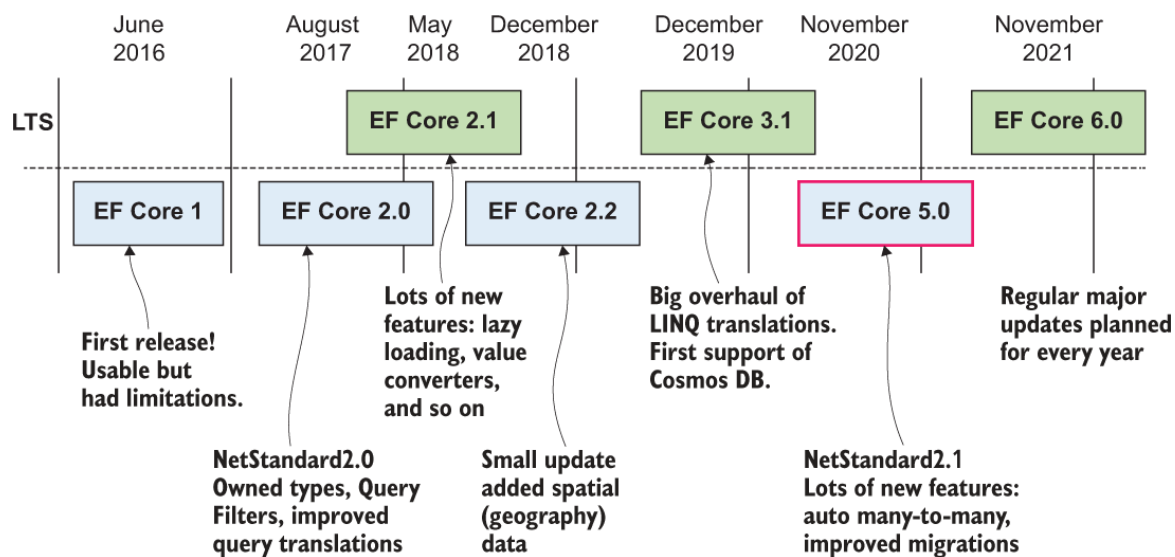 June
2016
August
2017
May
2018
December
2018
December
2019
November
2020
November
2021
LTS
EF Core 2.1
EF Core 3.1
EF Core 6.0
EF Core 1
EF Core 2.0
EF Core 2.2
EF Core 5.0
First release!
Usable but
had limitations.
Lots of new
features: lazy
loading, value
converters,
and so on
Big overhaul of
LINQ translations.
First support of
Cosmos DB.
Regular major
updates planned
for every year
NetStandard2.0
Owned types, Query
Filters, improved
query translations
Small update
added spatial
(geography)
data
NetStandard2.1
Lots of new features:
auto many-to-many,
improved migrations